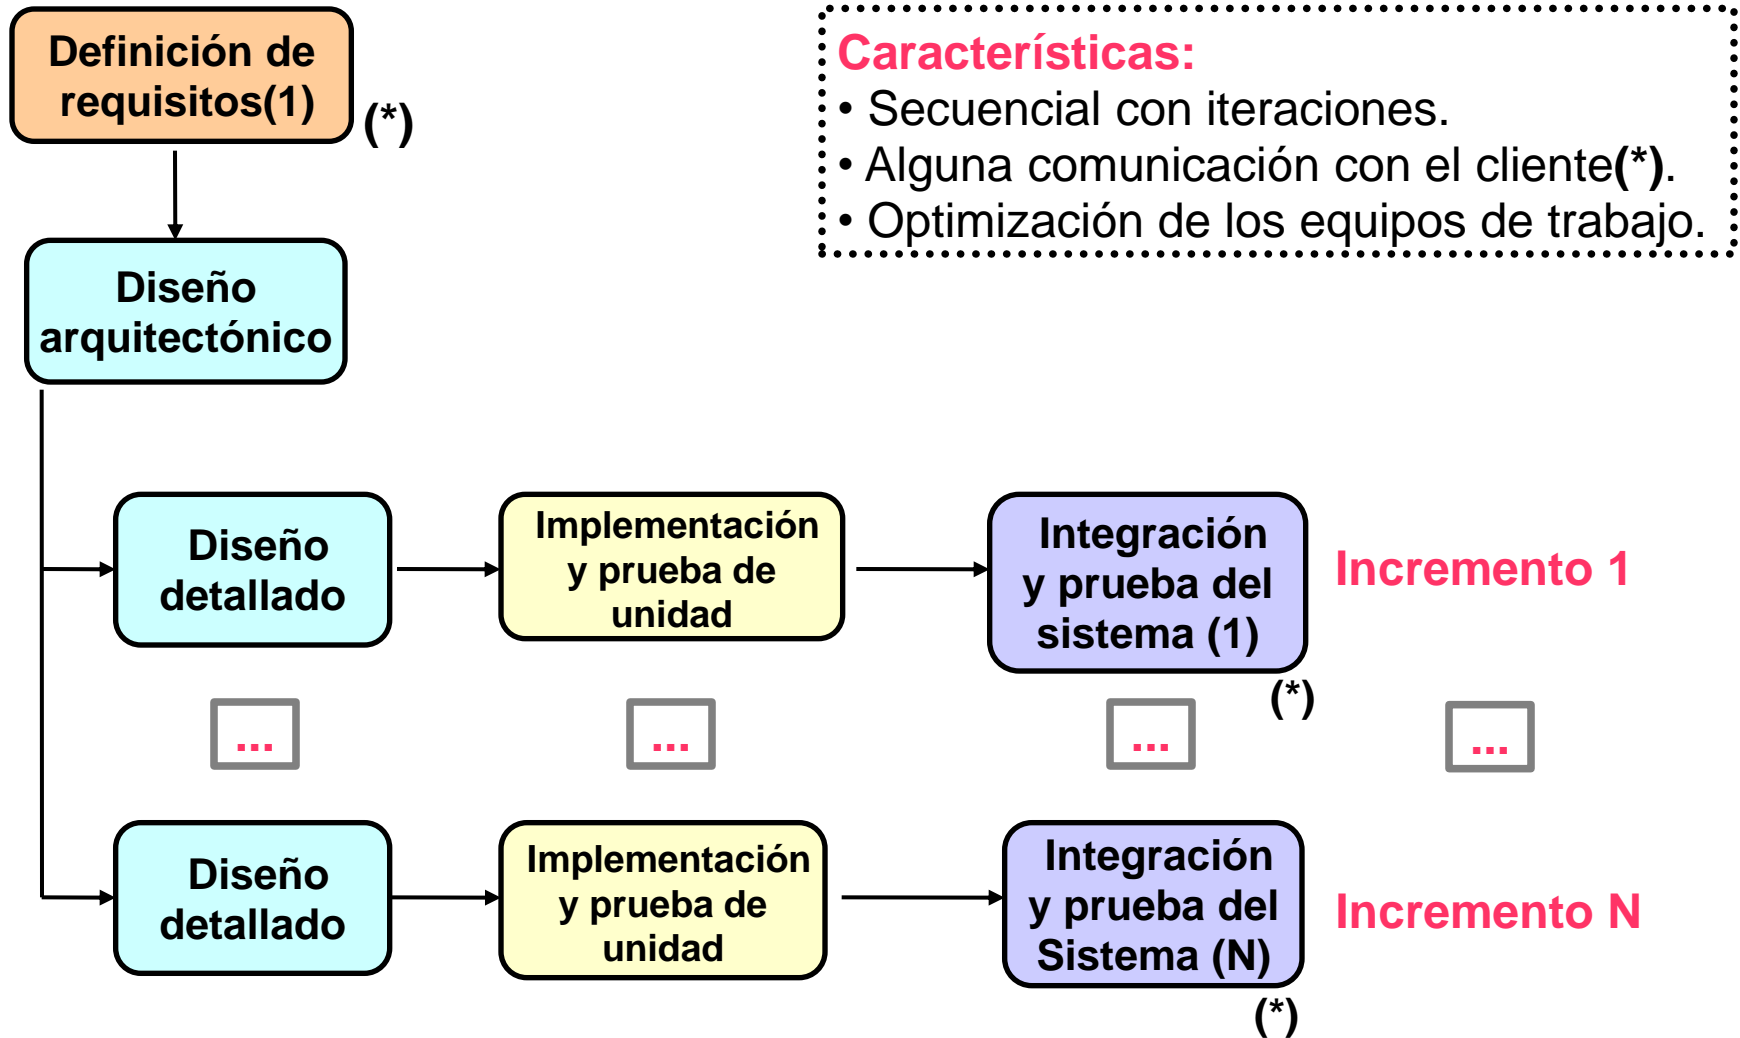 Definición de
requisitos(1)
(*)
Características:
• Secuencial con iteraciones.
• Alguna comunicación con el cliente(*).
• Optimización de los equipos de trabajo.
Diseño
arquitectónico
Diseño
detallado
Implementación
y prueba de
unidad
Integración
y prueba del
sistema (1)
(*)
Incremento 1
...
...
...
...
Diseño
detallado
Implementación
y prueba de
unidad
Integración
y prueba del
Sistema (N)
(*)
Incremento N